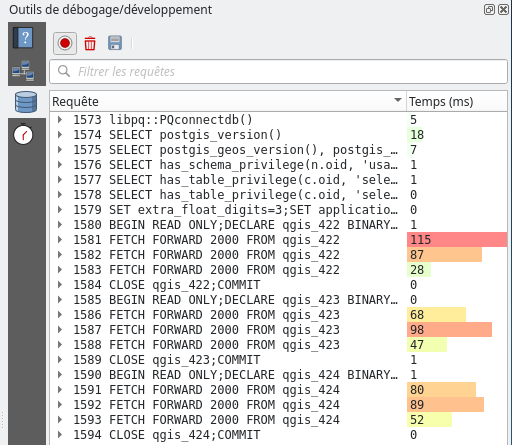 Outils de débogage/développement
Filtrer les requêtes
Requête Temps (ms)
1573 libpq::PQconnectdb() 5
1574 SELECT postgis_version() 18
1575 SELECT postgis_geos_version(), postgis_… 7
1576 SELECT has_schema_privilege(n.oid, 'usa… 1
1577 SELECT has_table_privilege(c.oid, 'sele… 1
1578 SELECT has_table_privilege(c.oid, 'sele… 0
1579 SET extra_float_digits=3;SET applicatio… 0
1580 BEGIN READ ONLY;DECLARE qgis_422 BINARY… 1
1581 FETCH FORWARD 2000 FROM qgis_422 115
1582 FETCH FORWARD 2000 FROM qgis_422 87
1583 FETCH FORWARD 2000 FROM qgis_422 28
1584 CLOSE qgis_422;COMMIT 0
1585 BEGIN READ ONLY;DECLARE qgis_423 BINARY… 0
1586 FETCH FORWARD 2000 FROM qgis_423 68
1587 FETCH FORWARD 2000 FROM qgis_423 98
1588 FETCH FORWARD 2000 FROM qgis_423 47
1589 CLOSE qgis_423;COMMIT 1
1590 BEGIN READ ONLY;DECLARE qgis_424 BINARY… 1
1591 FETCH FORWARD 2000 FROM qgis_424 80
1592 FETCH FORWARD 2000 FROM qgis_424 89
1593 FETCH FORWARD 2000 FROM qgis_424 52
1594 CLOSE qgis_424;COMMIT 0